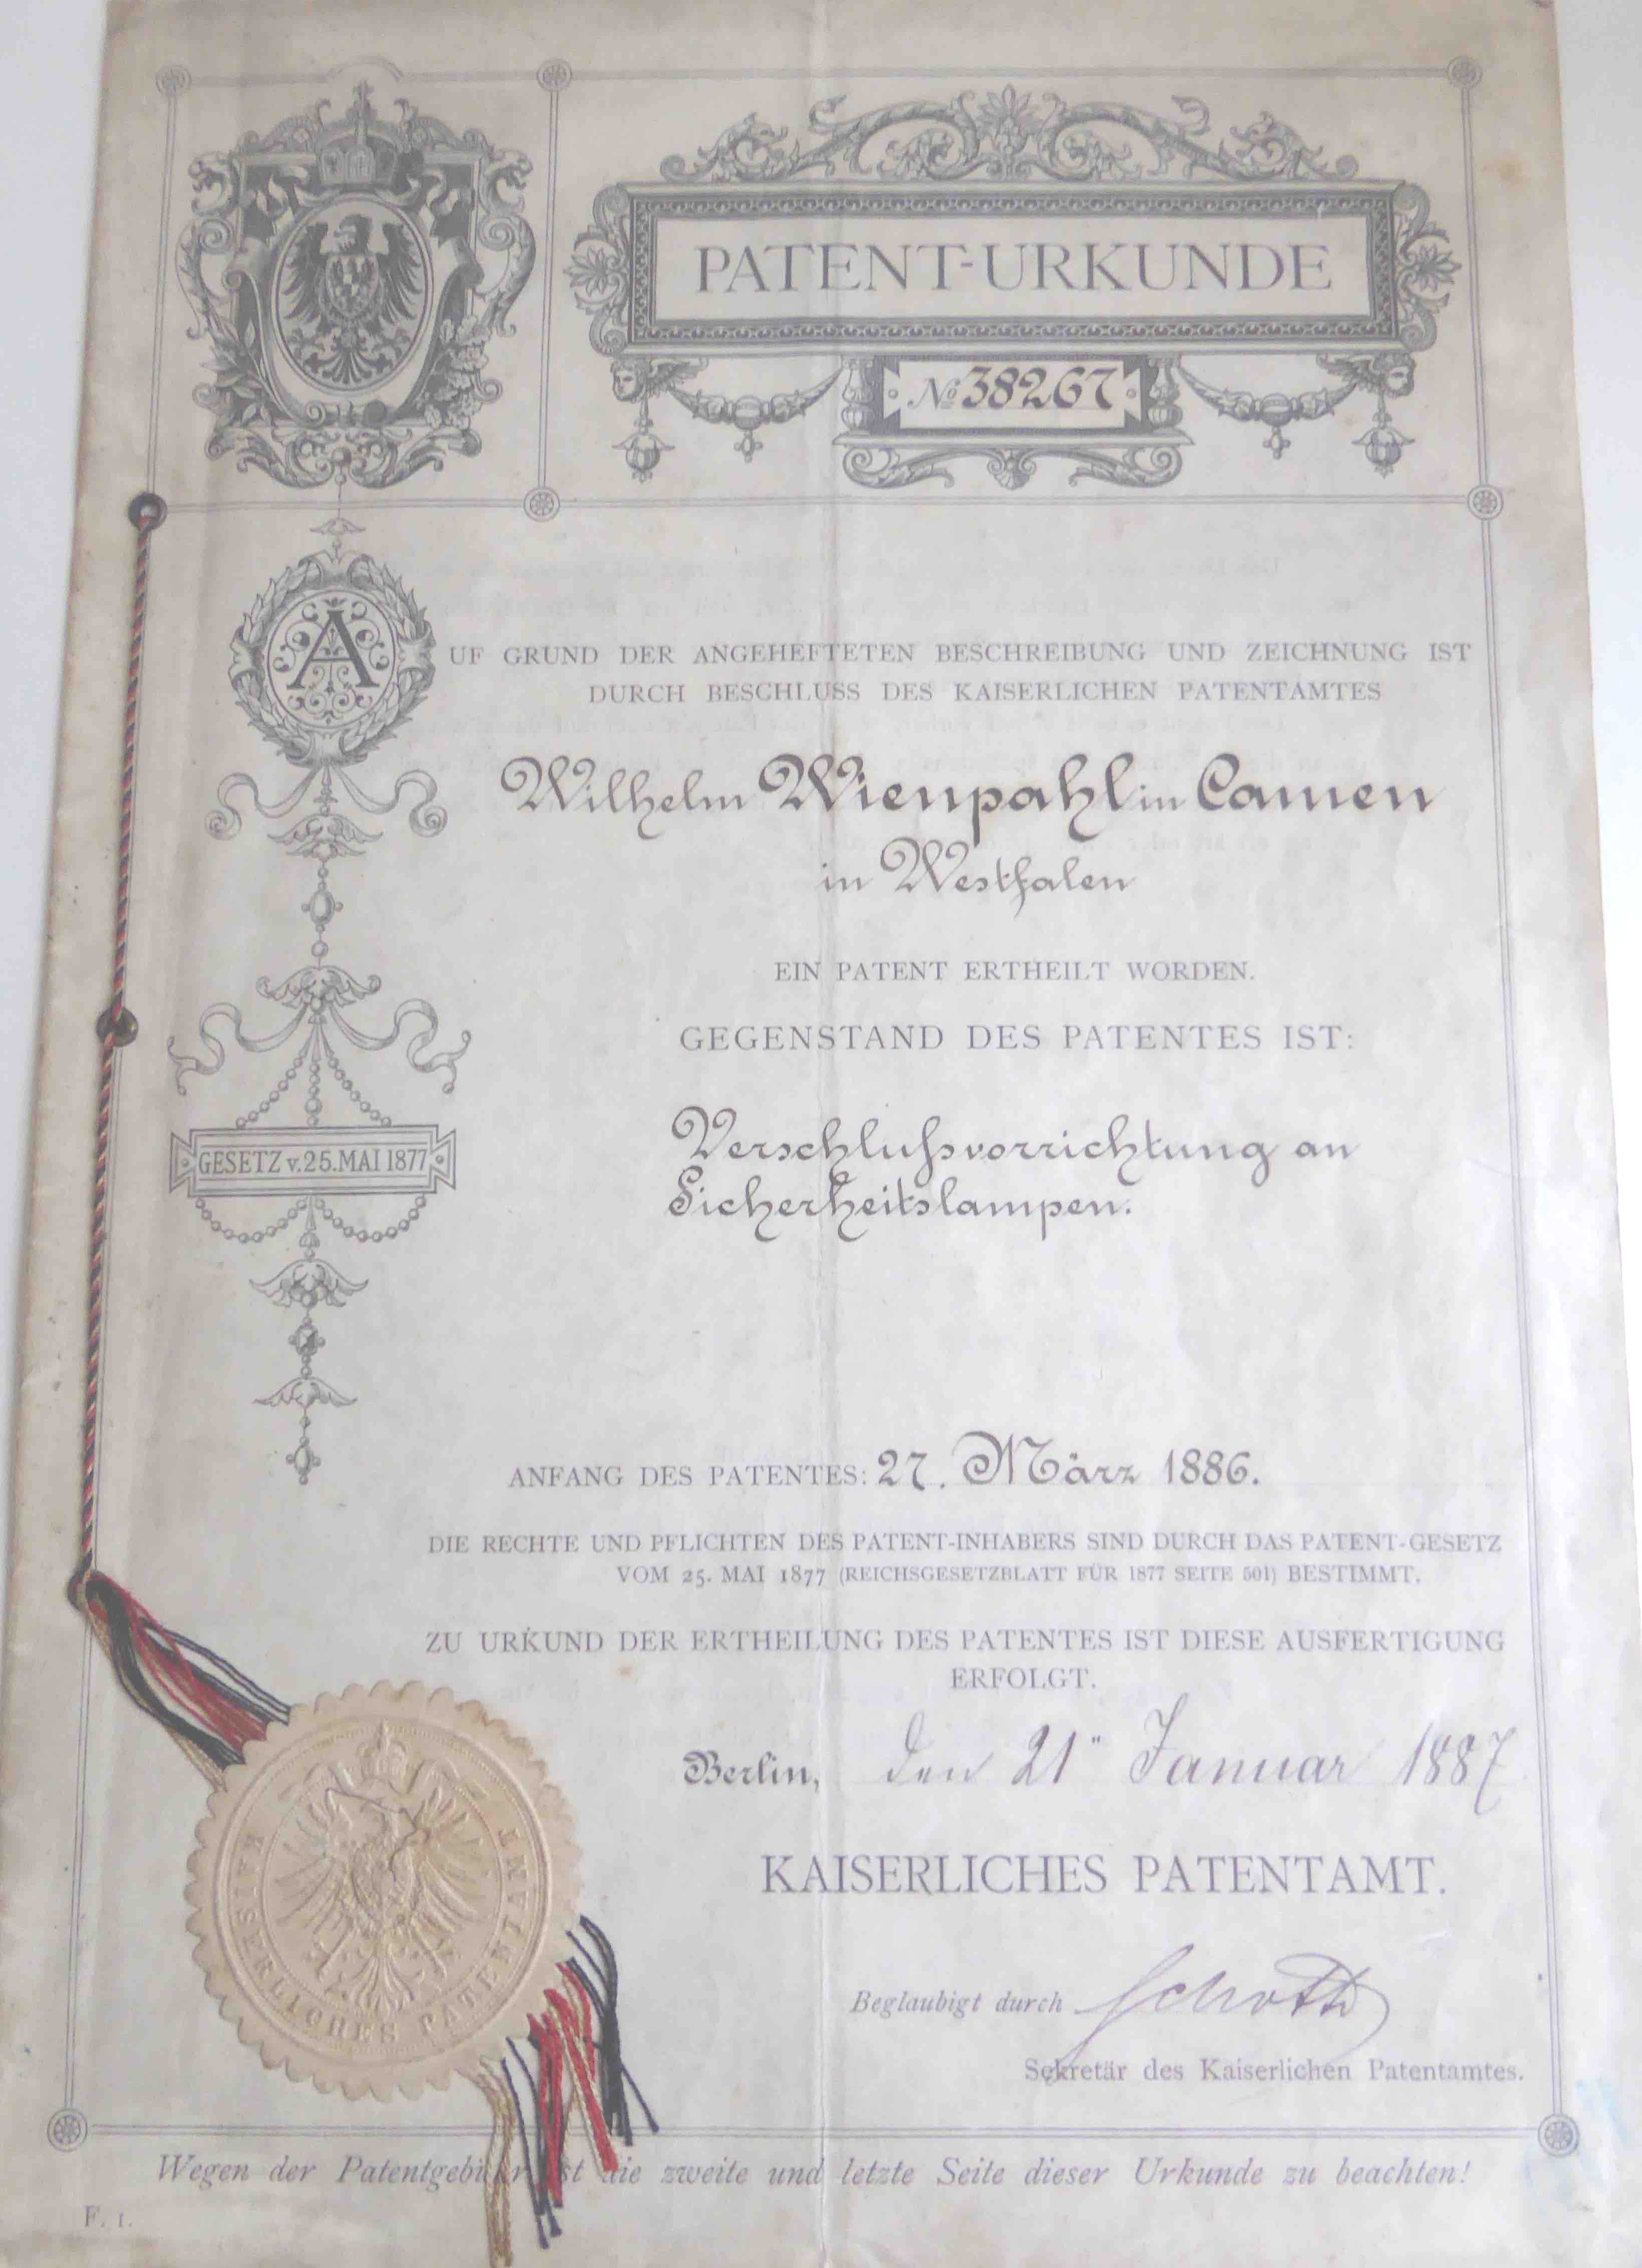 PATENT-URKUNDE
№ 38267
AUF GRUND DER ANGEHEFTETEN BESCHREIBUNG UND ZEICHNUNG IST
DURCH BESCHLUSS DES KAISERLICHEN PATENTAMTES
Wilhelm Wienpahl in Camen
in Westfalen
EIN PATENT ERTHEILT WORDEN.
GEGENSTAND DES PATENTES IST:
Verschlußvorrichtung an
Sicherheitslampen.
GESETZ v. 25. MAI 1877
ANFANG DES PATENTES: 27. März 1886.
DIE RECHTE UND PFLICHTEN DES PATENT-INHABERS SIND DURCH DAS PATENT-GESETZ
VOM 25. MAI 1877 (REICHSGESETZBLATT FÜR 1877 SEITE 501) BESTIMMT.
ZU URKUND DER ERTHEILUNG DES PATENTES IST DIESE AUSFERTIGUNG
ERFOLGT.
Berlin, den 21" Januar 1887
KAISERLICHES PATENTAMT.
KAISERLICHES PATENTAMT
Beglaubigt durch
Sekretär des Kaiserlichen Patentamtes.
Wegen der Patentgebühr ist die zweite und letzte Seite dieser Urkunde zu beachten!
F. 1.